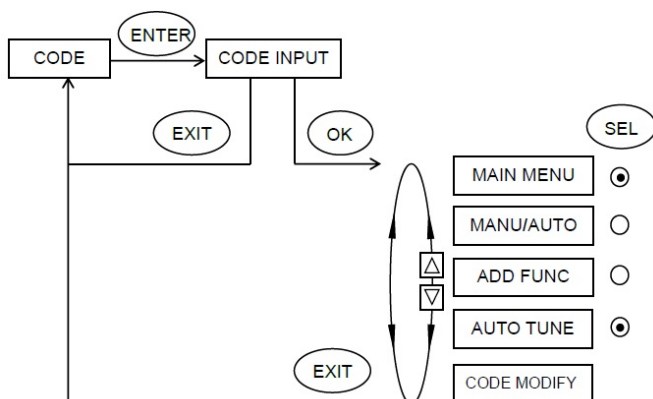 ENTER
CODE
CODE INPUT
EXIT
OK
SEL
MAIN MENU
MANU/AUTO
ADD FUNC
AUTO TUNE
EXIT
CODE MODIFY